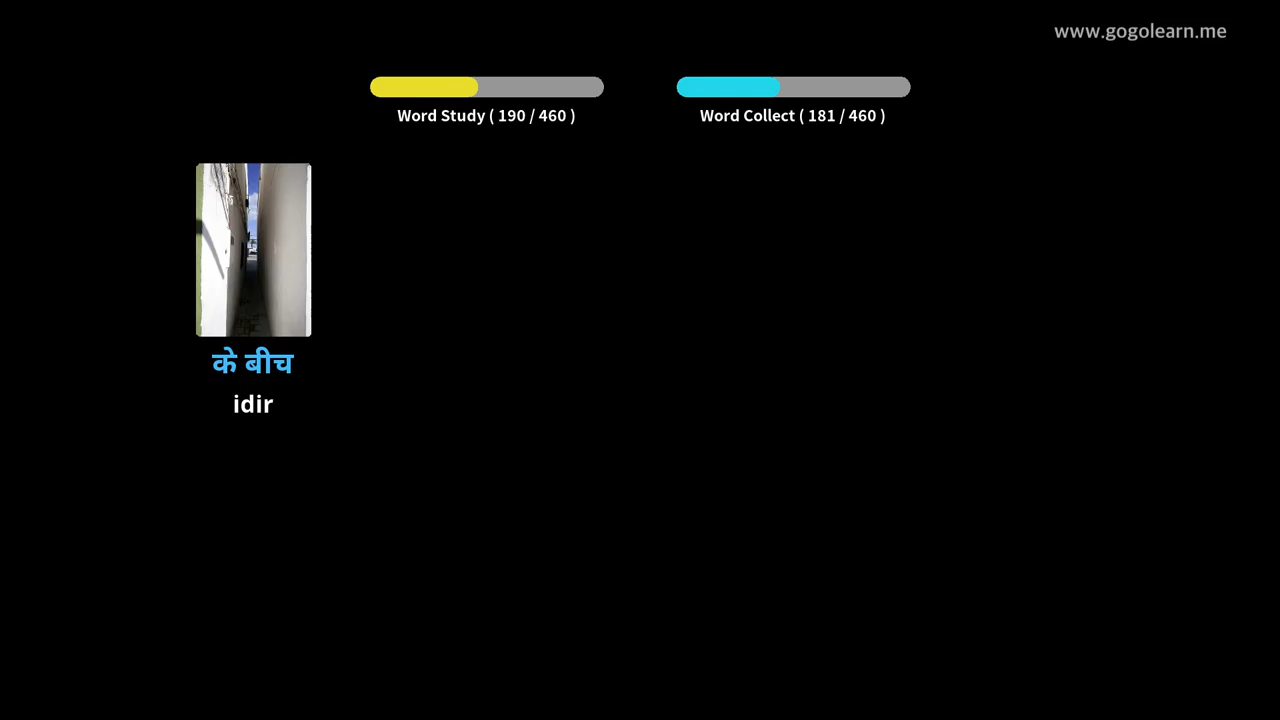 www.gogolearn.me
Word Study ( 190 / 460 )
Word Collect ( 181 / 460 )
के बीच
idir